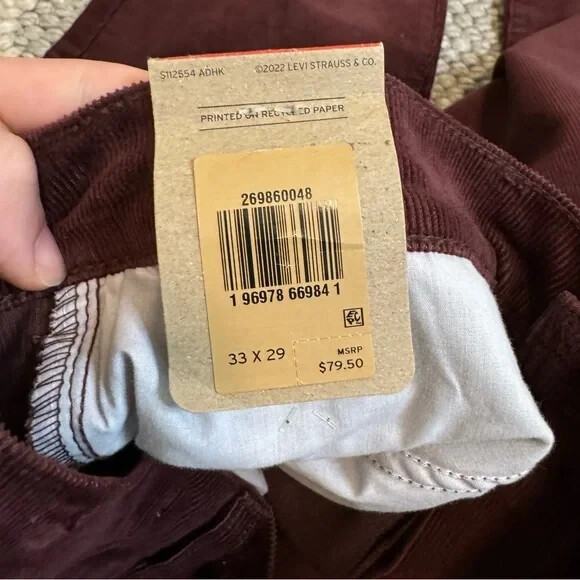 S112554 ADHK ©2022 LEVI STRAUSS & CO.
PRINTED ON RECYCLED PAPER
269860048
1 96978 66984 1
33 X 29
MSRP
$79.50